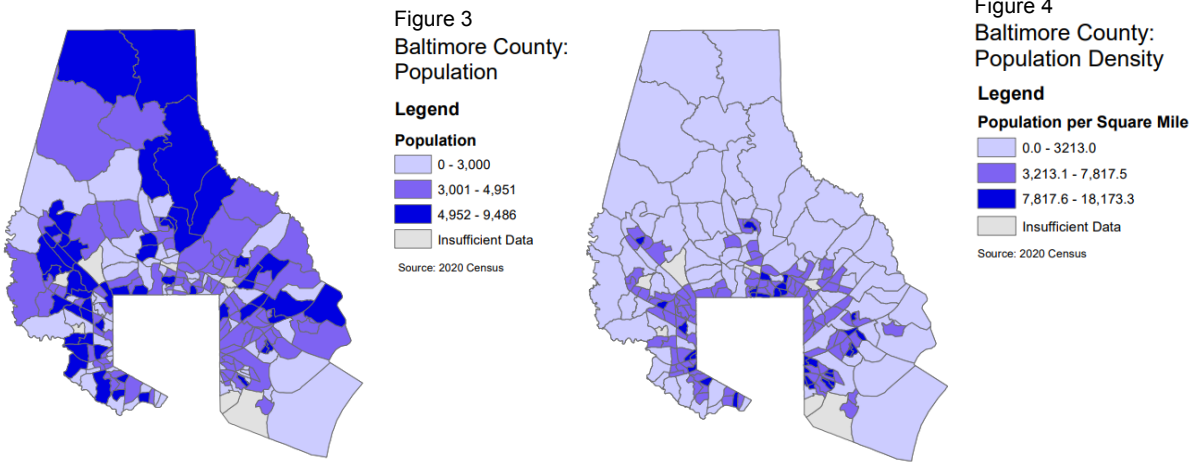 Figure 3
Baltimore County:
Population
Legend
Population
0 - 3,000
3,001 - 4,951
4,952 - 9,486
Insufficient Data
Source: 2020 Census
Figure 4
Baltimore County:
Population Density
Legend
Population per Square Mile
0.0 - 3213.0
3,213.1 - 7,817.5
7,817.6 - 18,173.3
Insufficient Data
Source: 2020 Census